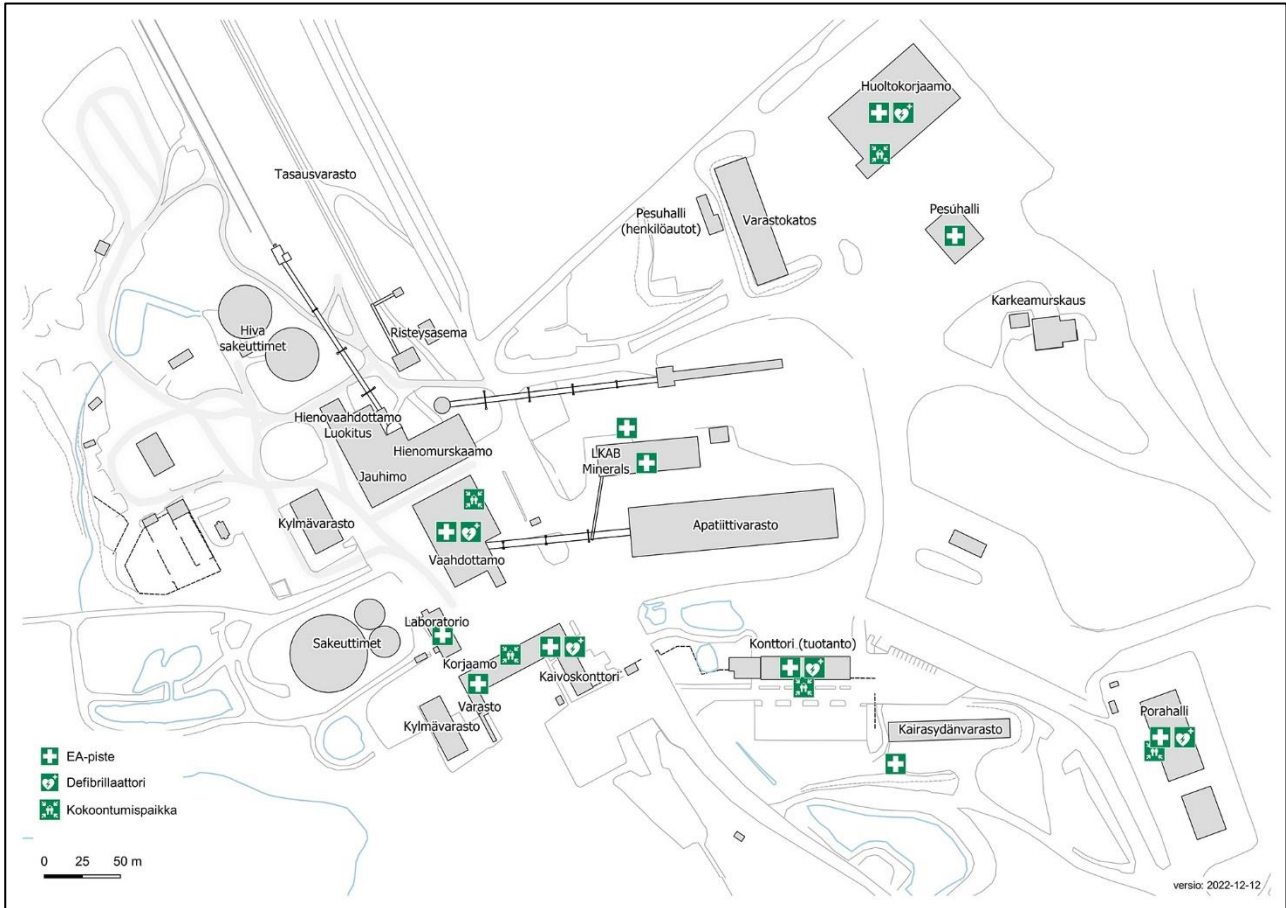 Huoltokorjaamo
Tasausvarasto
Pesuhalli
(henkilöautot)
Varastokatos
Pesuhalli
Karkeamurskaus
Hiva
sakeuttimet
Risteysasema
Hienovaahdottamo
Luokitus
Hienomurskaamo
Jauhimo
LKAB
Minerals
Kylmävarasto
Apatiittivarasto
Vaahdottamo
Laboratorio
Sakeuttimet
Korjaamo
Kaivoskonttori
Konttori (tuotanto)
Varasto
Kylmävarasto
Kairasydänvarasto
Porahalli
EA-piste
Defibrillaattori
Kokoontumispaikka
0 25 50 m
versio: 2022-12-12